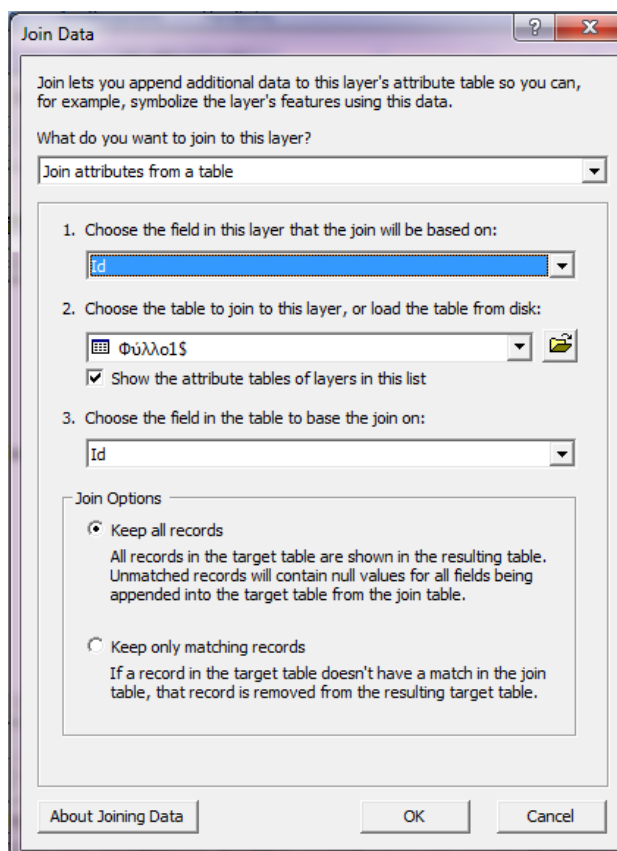 Join Data
Join lets you append additional data to this layer's attribute table so you can,
for example, symbolize the layer's features using this data.
What do you want to join to this layer?
Join attributes from a table
1. Choose the field in this layer that the join will be based on:
Id
2. Choose the table to join to this layer, or load the table from disk:
Φύλλο1$
Show the attribute tables of layers in this list
3. Choose the field in the table to base the join on:
Id
Join Options
Keep all records
All records in the target table are shown in the resulting table.
Unmatched records will contain null values for all fields being
appended into the target table from the join table.
Keep only matching records
If a record in the target table doesn't have a match in the join
table, that record is removed from the resulting target table.
About Joining Data
OK
Cancel